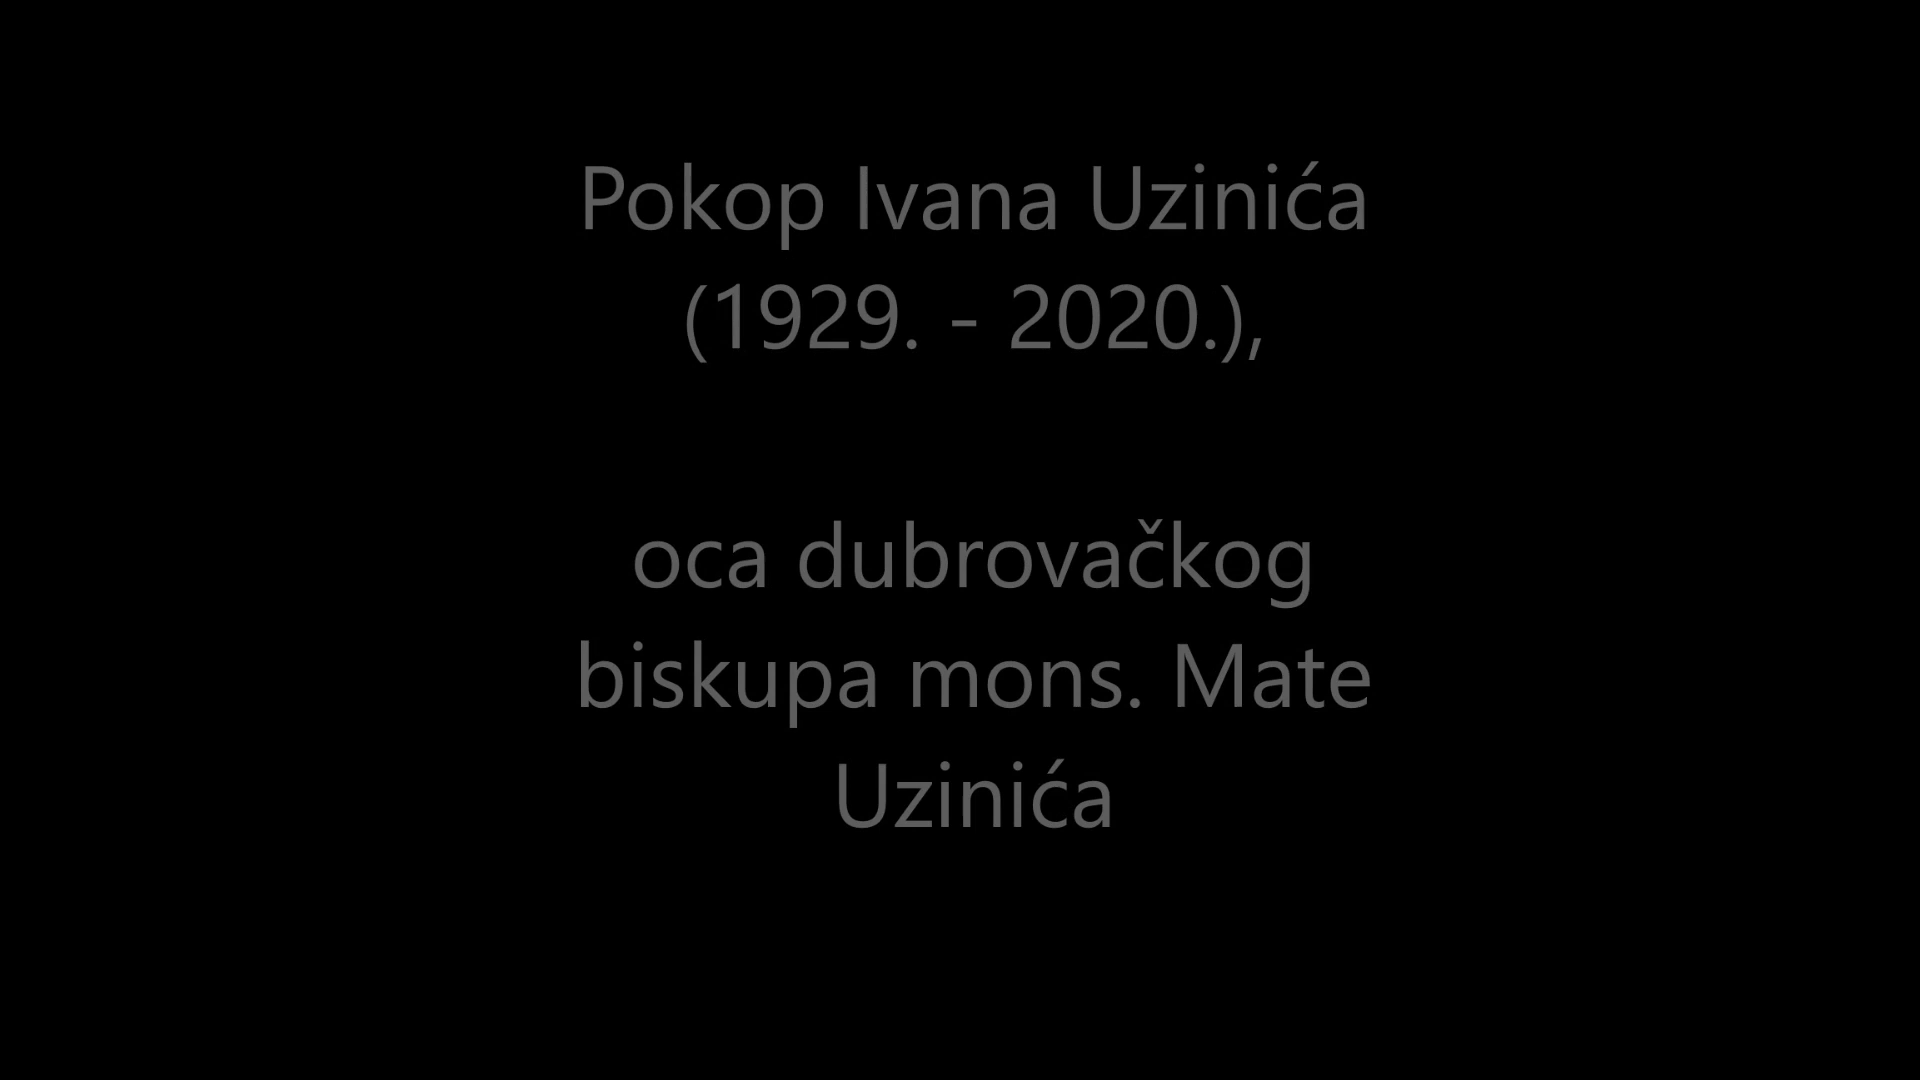 Pokop Ivana Uzinića
(1929. - 2020.),
oca dubrovačkog
biskupa mons. Mate
Uzinića